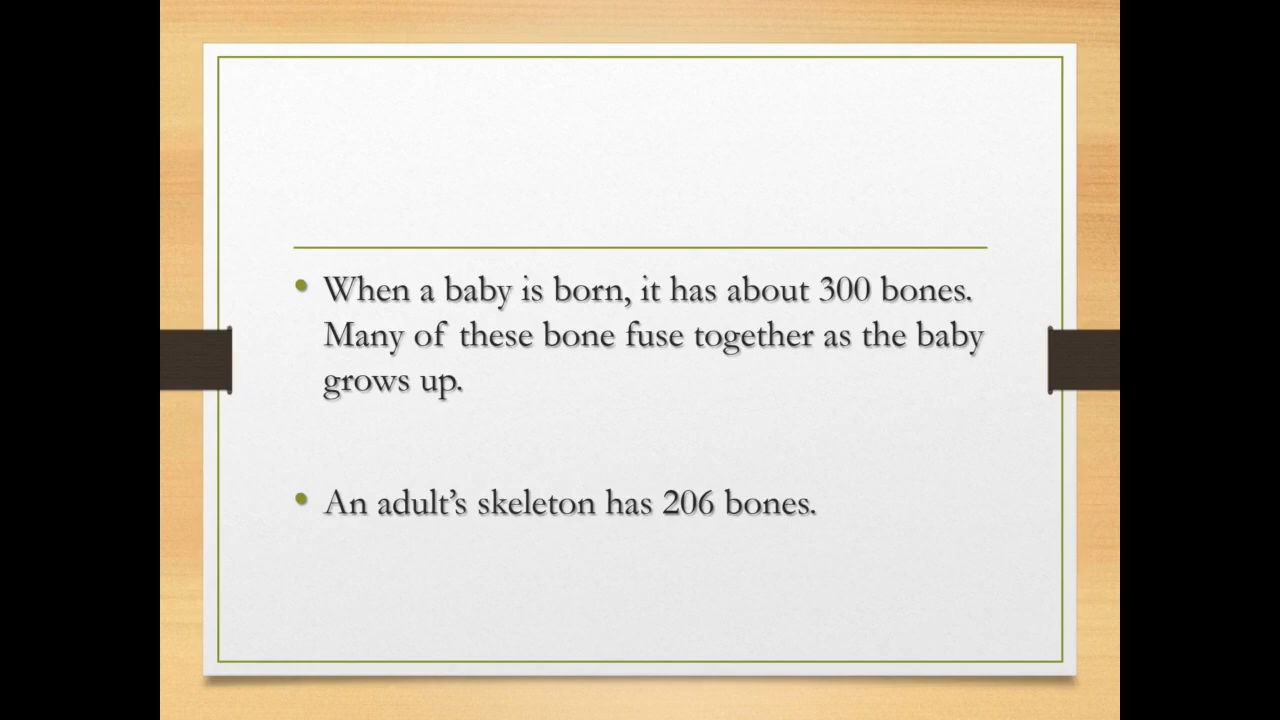 • When a baby is born, it has about 300 bones.
Many of these bone fuse together as the baby
grows up.
• An adult’s skeleton has 206 bones.